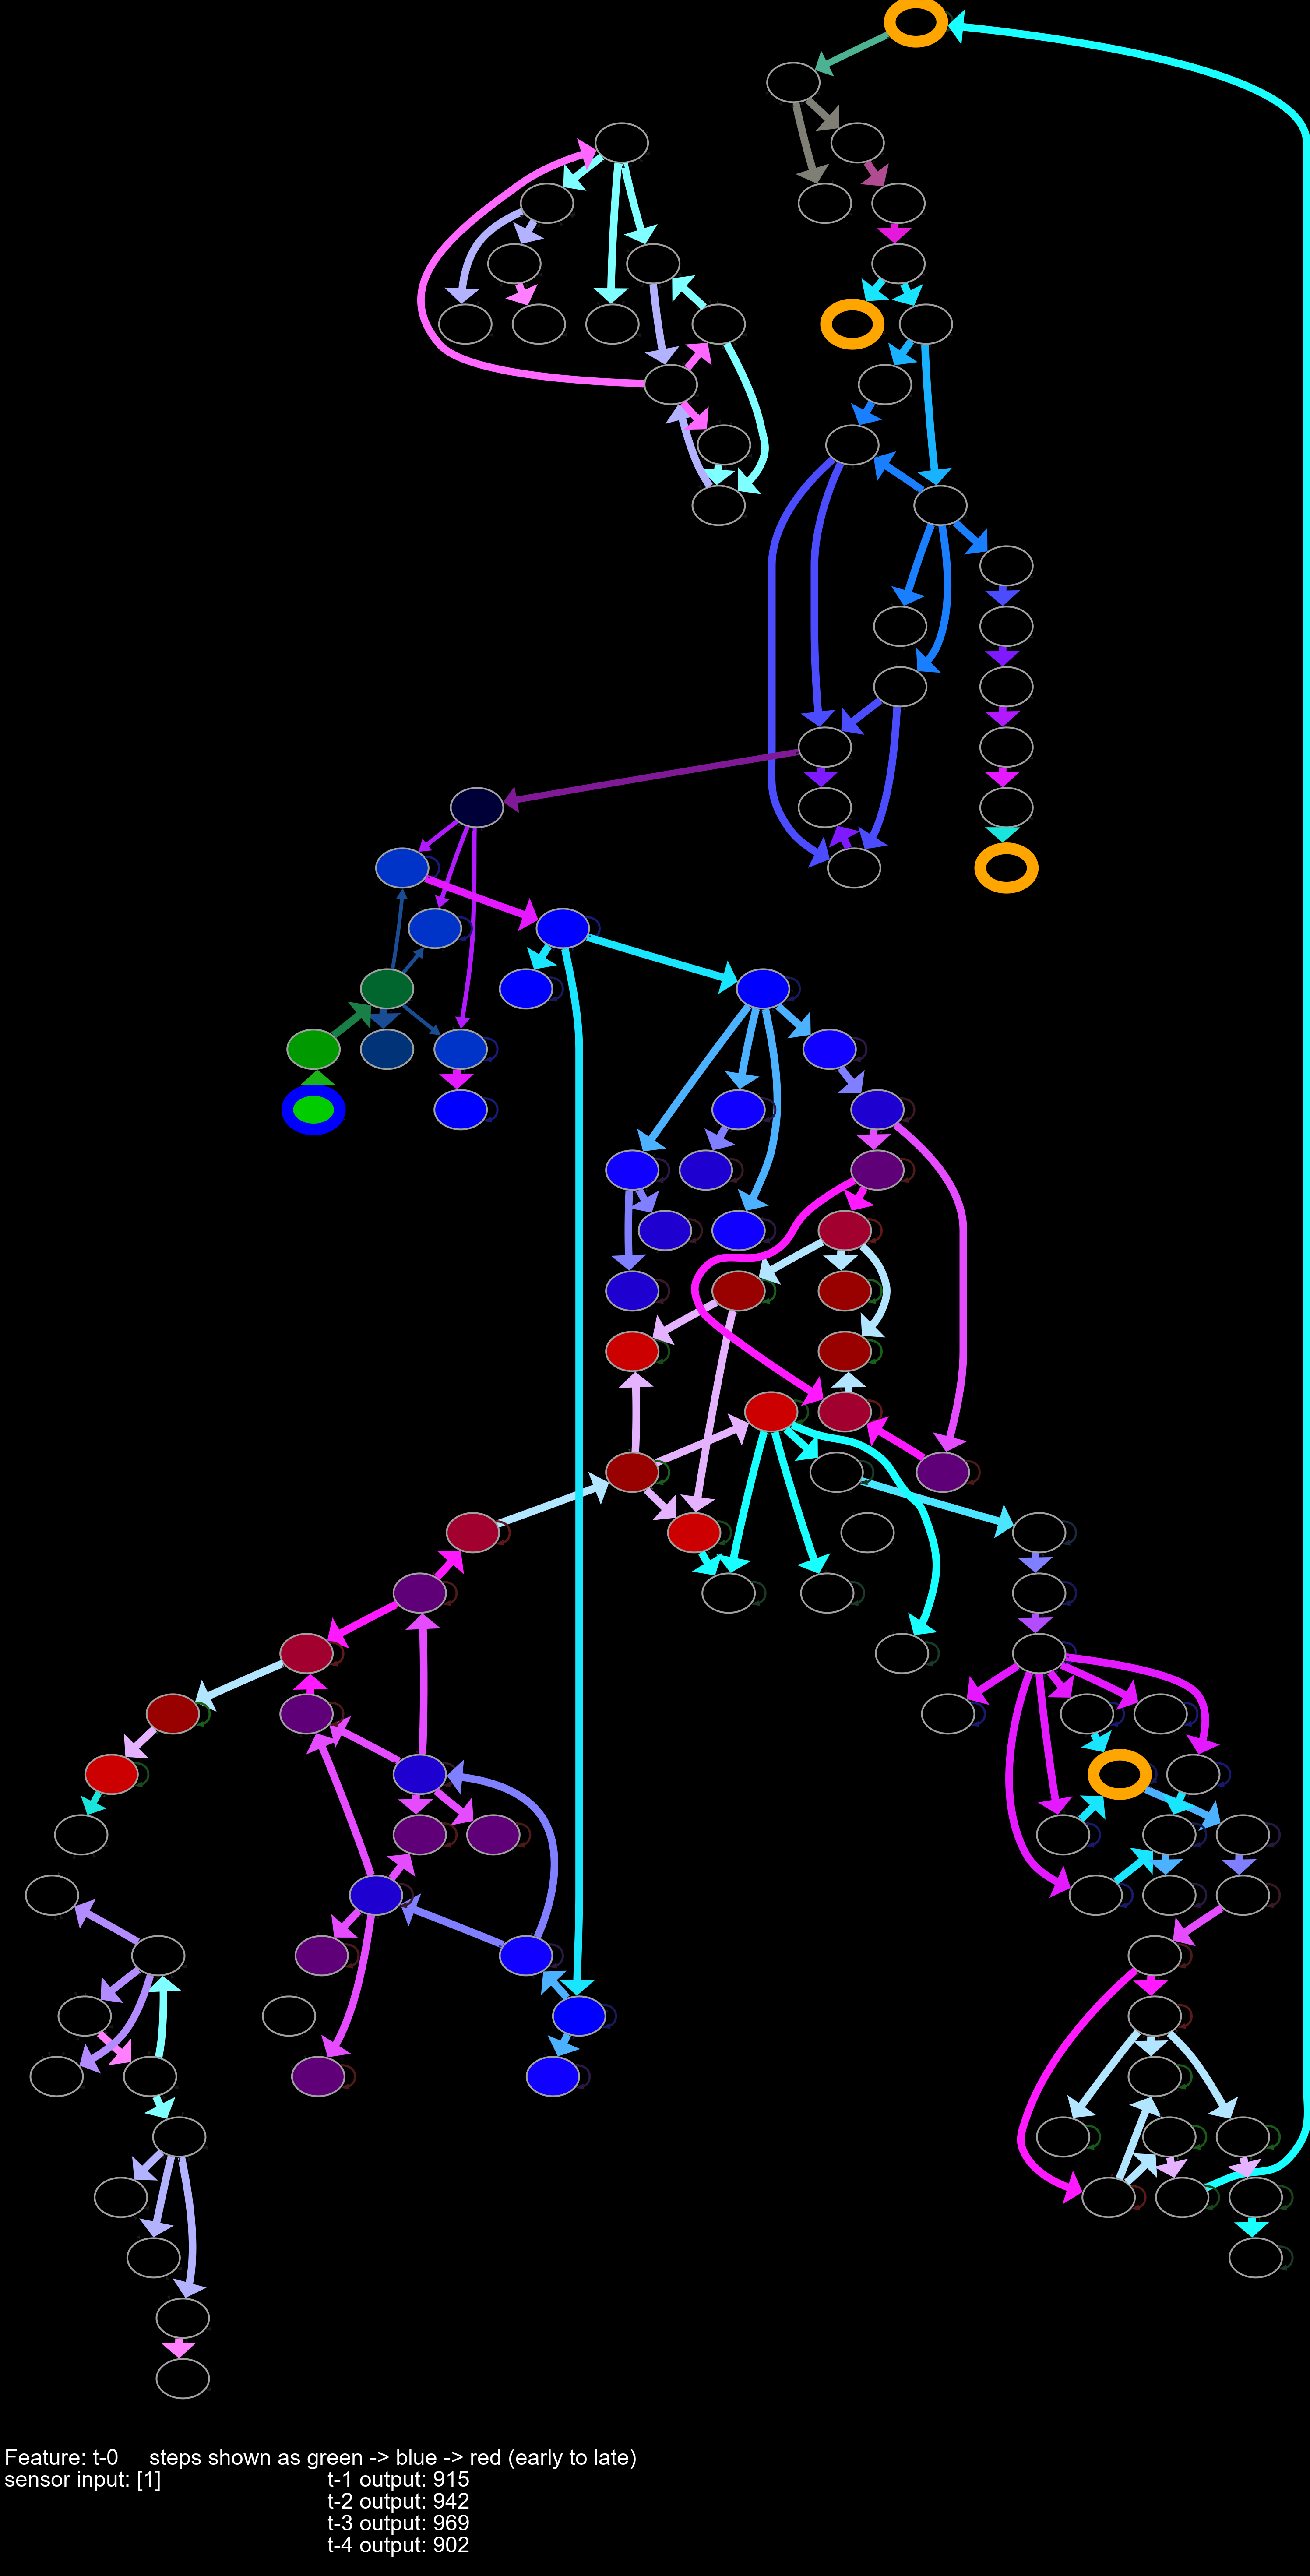 Feature: t-0     steps shown as green -> blue -> red (early to late)
sensor input: [1]     t-1 output: 915
t-2 output: 942
t-3 output: 969
t-4 output: 902